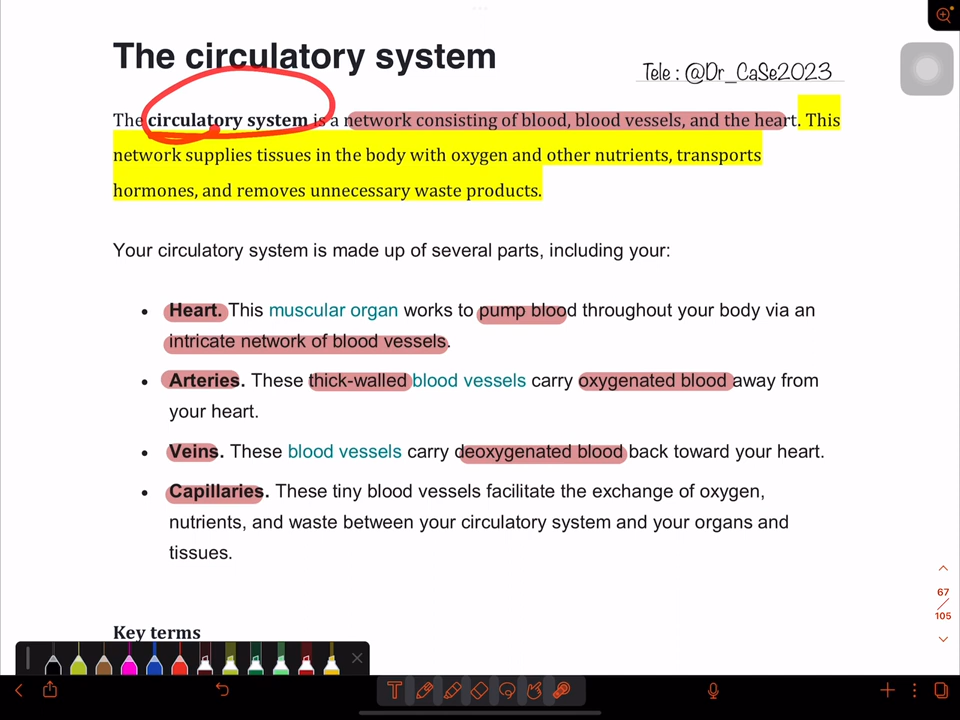 The circulatory system
Tele : @Dr_CaSe2023
The circulatory system is a network consisting of blood, blood vessels, and the heart. This
network supplies tissues in the body with oxygen and other nutrients, transports
hormones, and removes unnecessary waste products.
Your circulatory system is made up of several parts, including your:
• Heart. This muscular organ works to pump blood throughout your body via an
intricate network of blood vessels.
• Arteries. These thick-walled blood vessels carry oxygenated blood away from
your heart.
• Veins. These blood vessels carry deoxygenated blood back toward your heart.
• Capillaries. These tiny blood vessels facilitate the exchange of oxygen,
nutrients, and waste between your circulatory system and your organs and
tissues.
67
105
Key terms